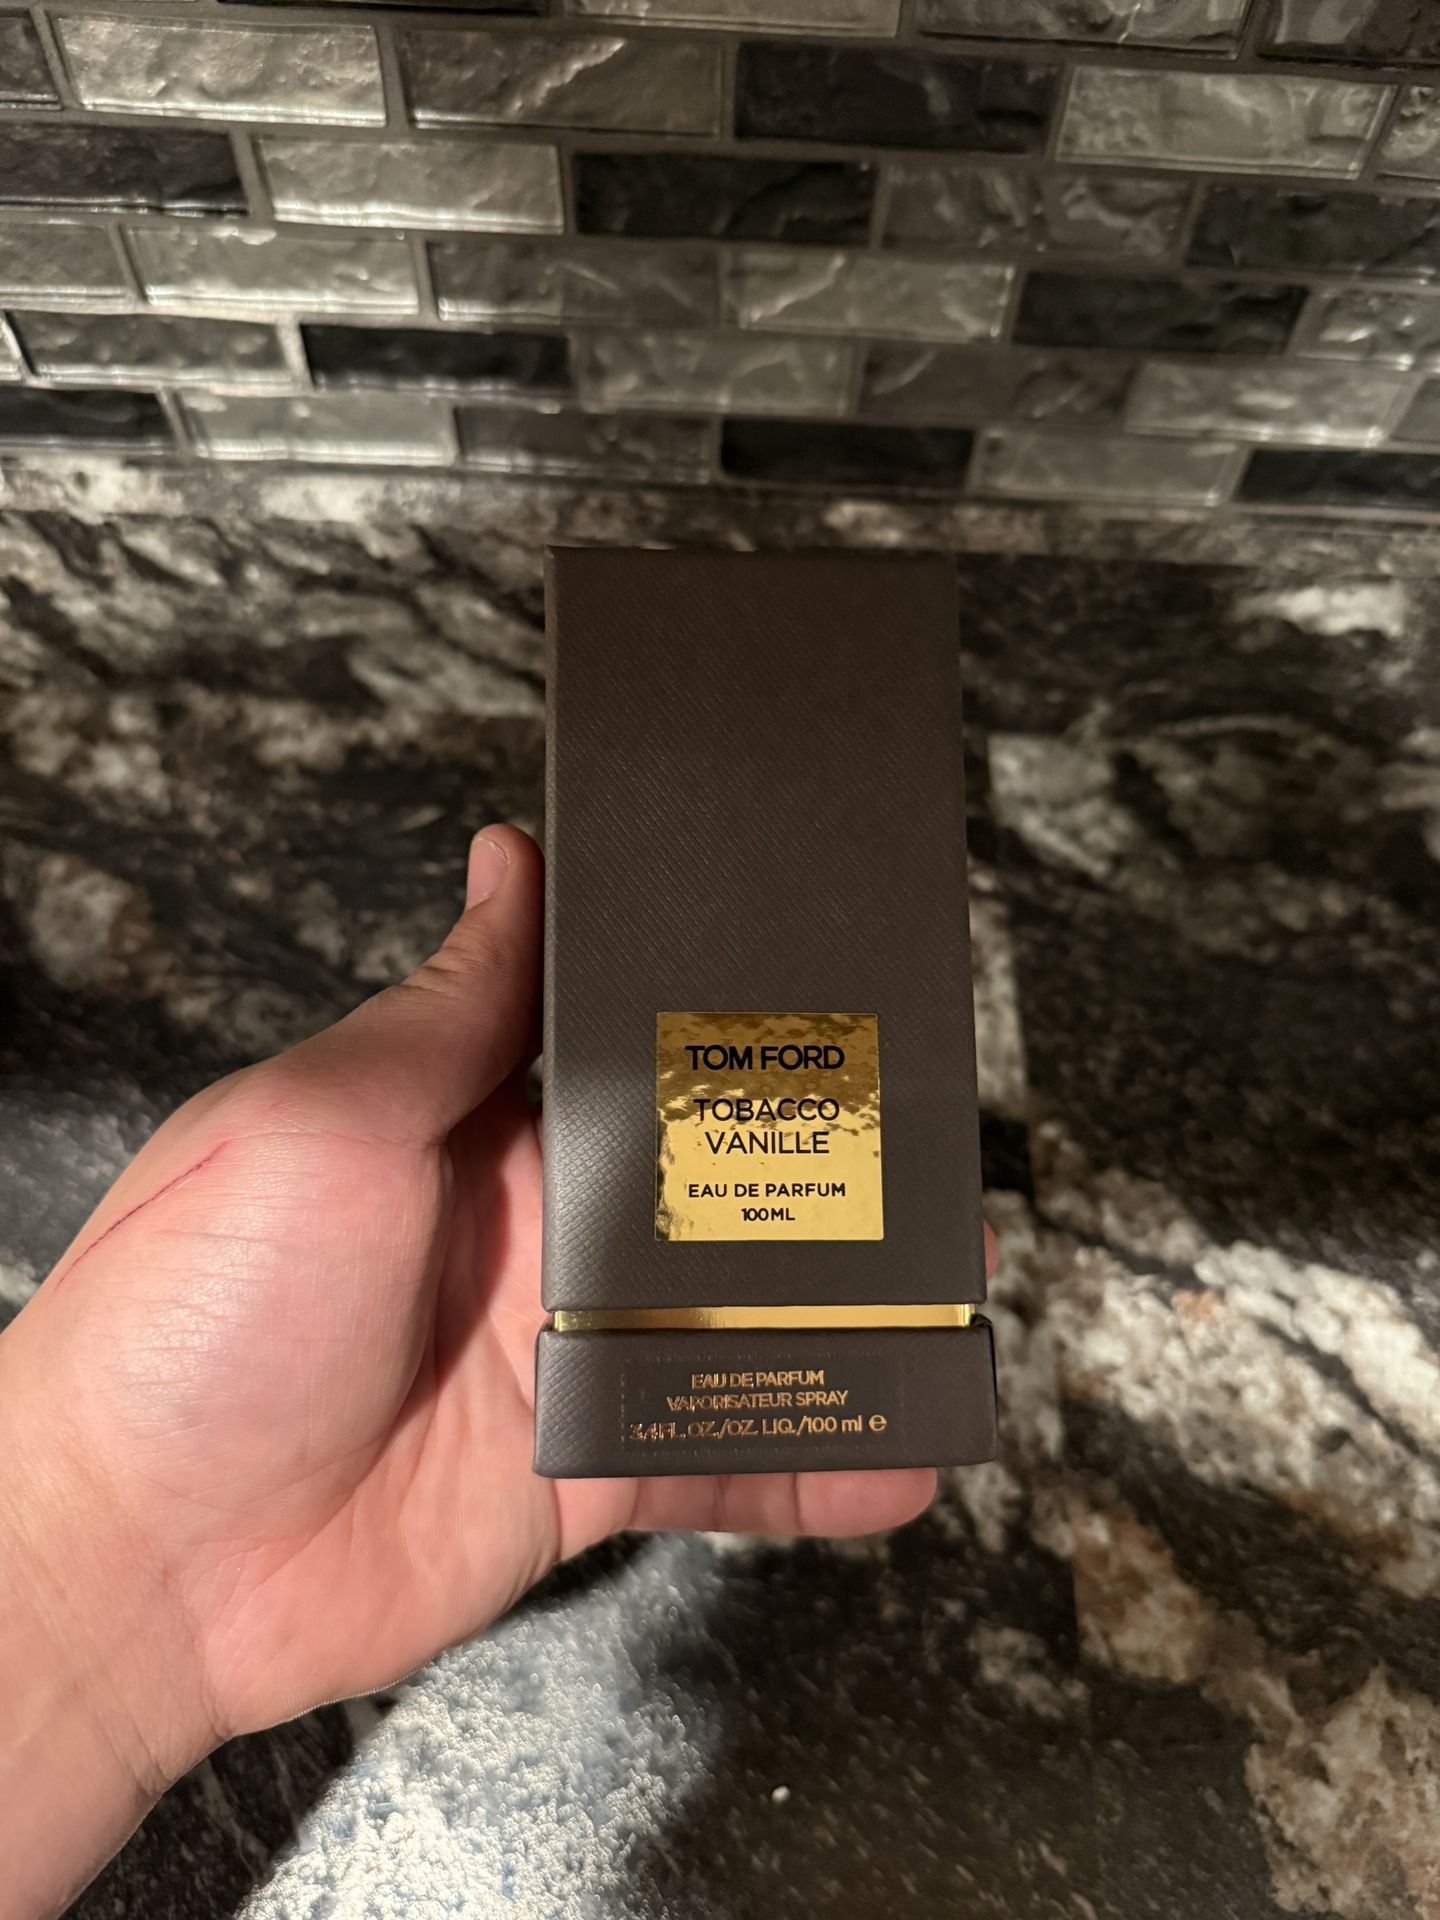 TOM FORD
TOBACCO
VANILLE
EAU DE PARFUM
100ML
EAU DE PARFUM
VAPORISATEUR SPRAY
3.4 FL. OZ./OZ. LIQ./100 ml ℮